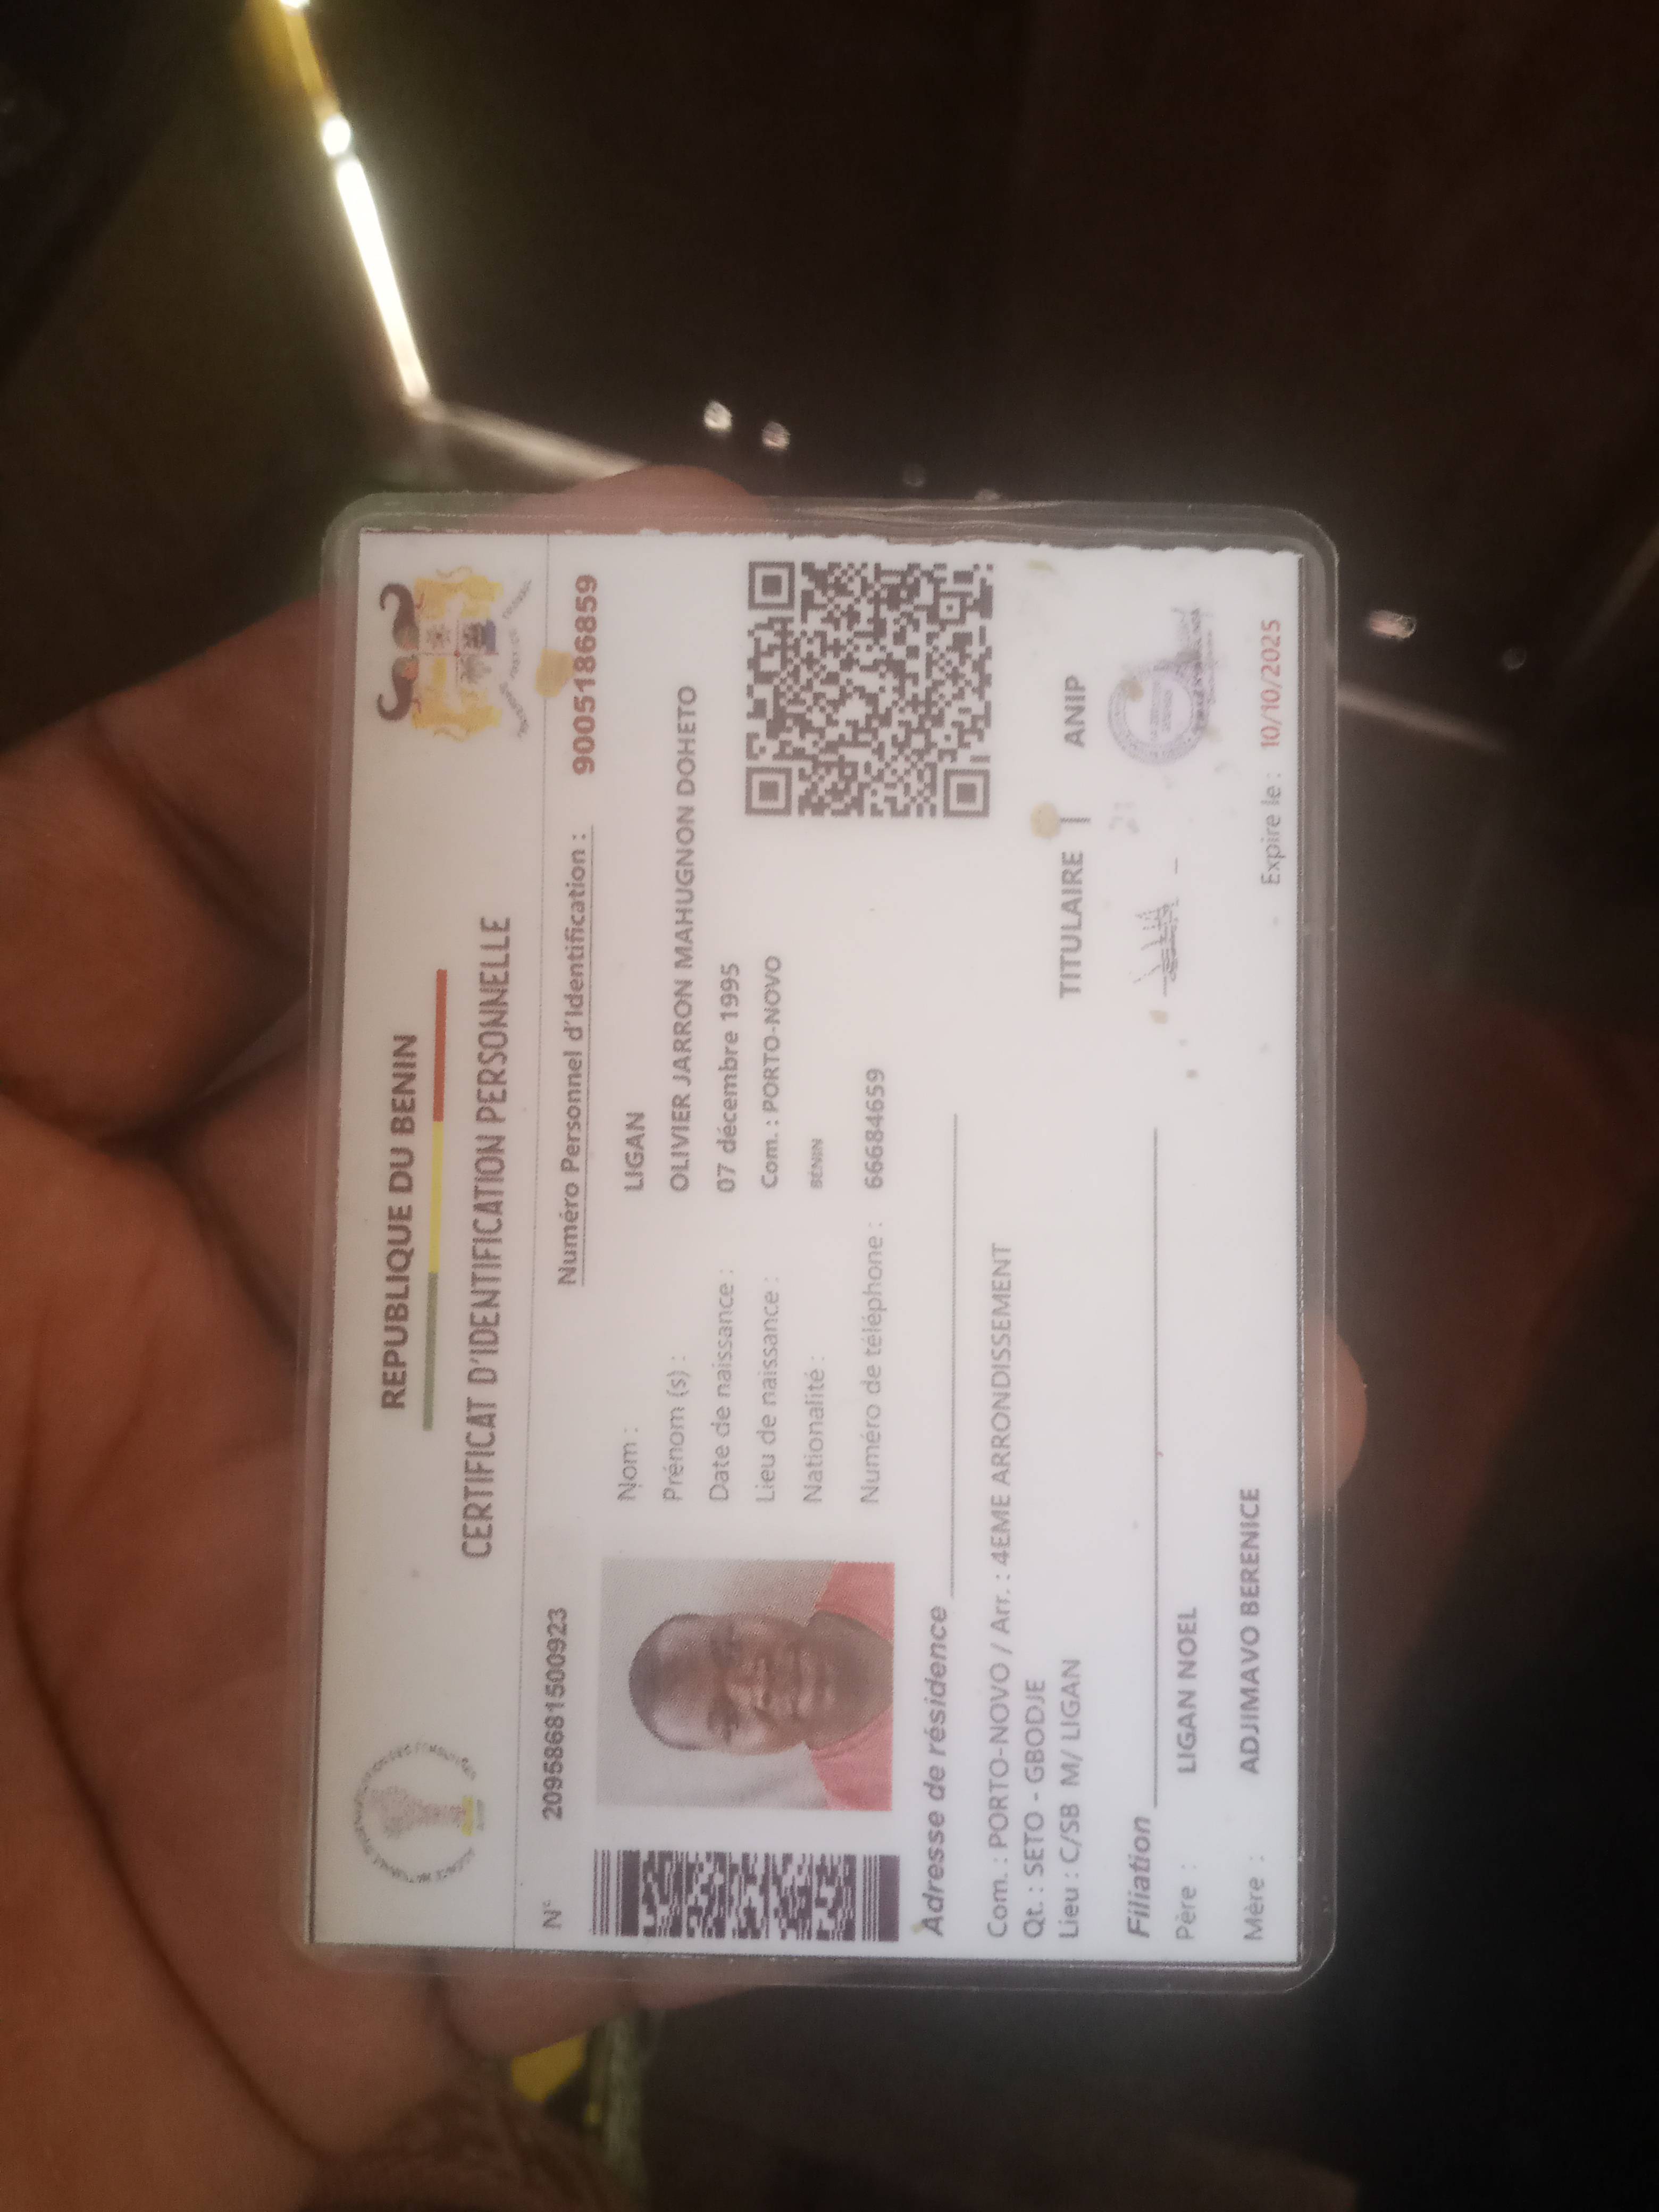 REPUBLIQUE DU BENIN
CERTIFICAT D'IDENTIFICATION PERSONNELLE
N° 20958681500923
Numéro Personnel d'Identification : 9005186859
Nom : LIGAN
Prénom (s) : OLIVIER JARRON MAHUGNON DOHETO
Date de naissance : 07 décembre 1995
Lieu de naissance : Com. : PORTO-NOVO
Nationalité : BENIN
Numéro de téléphone : 66684659
Adresse de résidence
Com. : PORTO-NOVO / Arr. : 4EME ARRONDISSEMENT
Qt. : SETO - GBODJE
Lieu : C/SB M/ LIGAN
TITULAIRE ANIP
Filiation
Père : LIGAN NOEL
Mère : ADJIMAVO BERENICE
Expire le : 10/10/2025